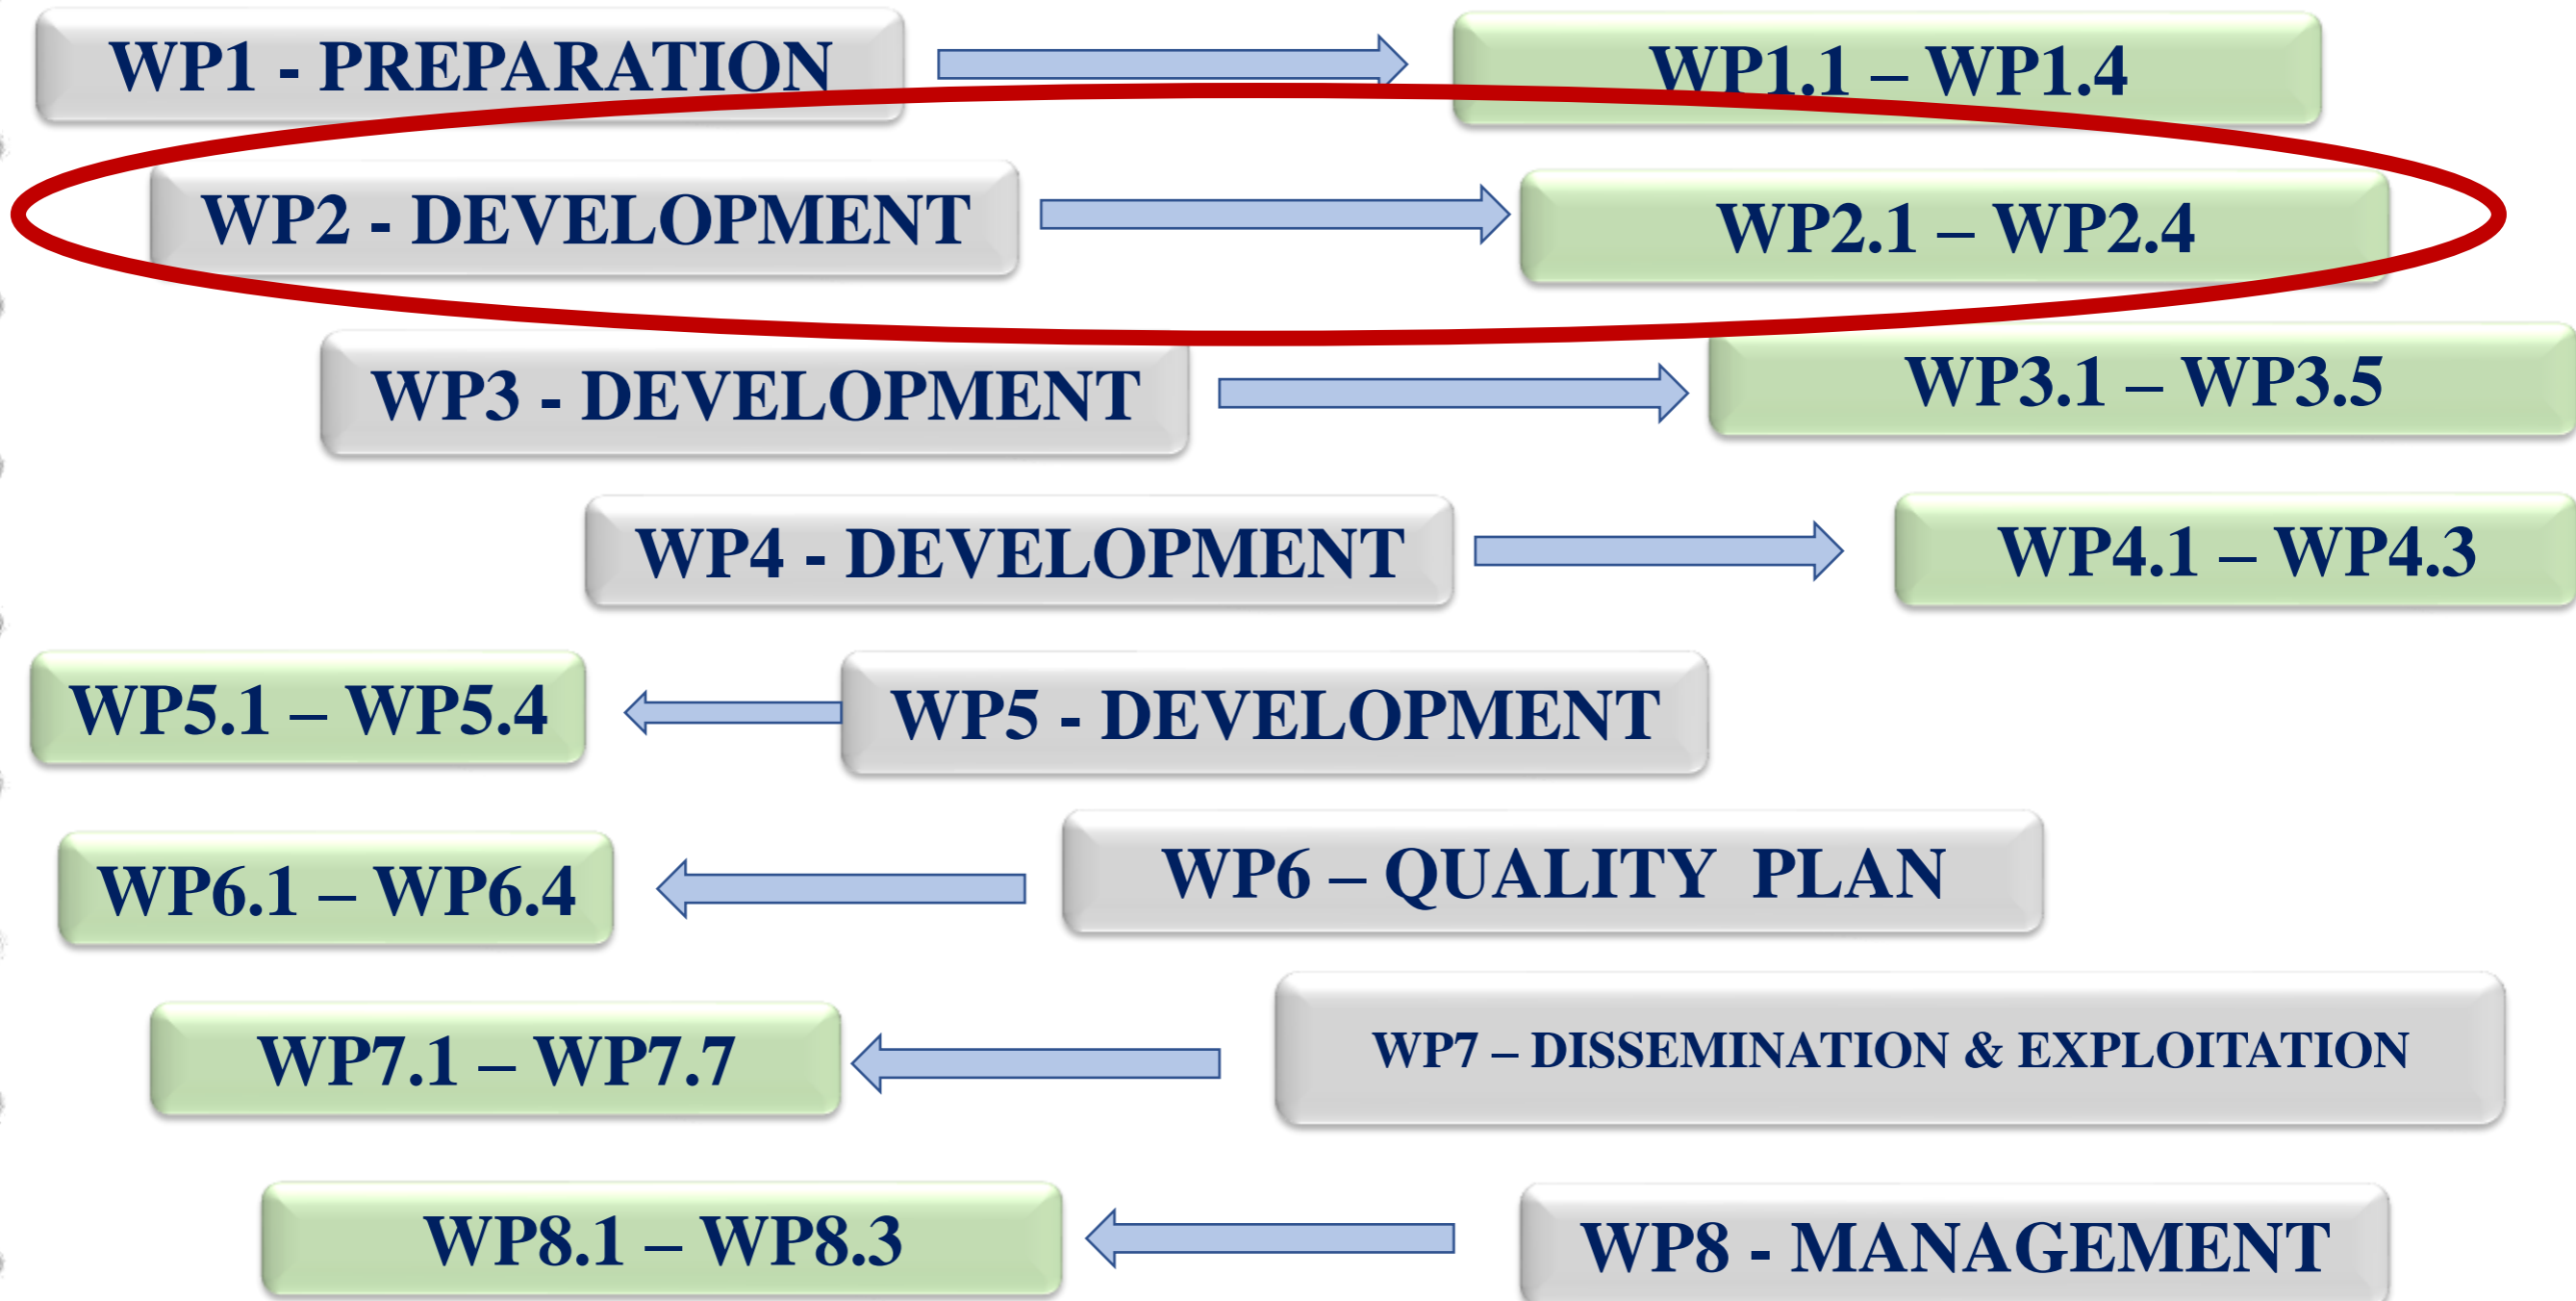 WP1 - PREPARATION
WP1.1 – WP1.4
WP2 - DEVELOPMENT
WP2.1 – WP2.4
WP3 - DEVELOPMENT
WP3.1 – WP3.5
WP4 - DEVELOPMENT
WP4.1 – WP4.3
WP5.1 – WP5.4
WP5 - DEVELOPMENT
WP6.1 – WP6.4
WP6 – QUALITY  PLAN
WP7.1 – WP7.7
WP7 – DISSEMINATION & EXPLOITATION
WP8.1 – WP8.3
WP8 - MANAGEMENT